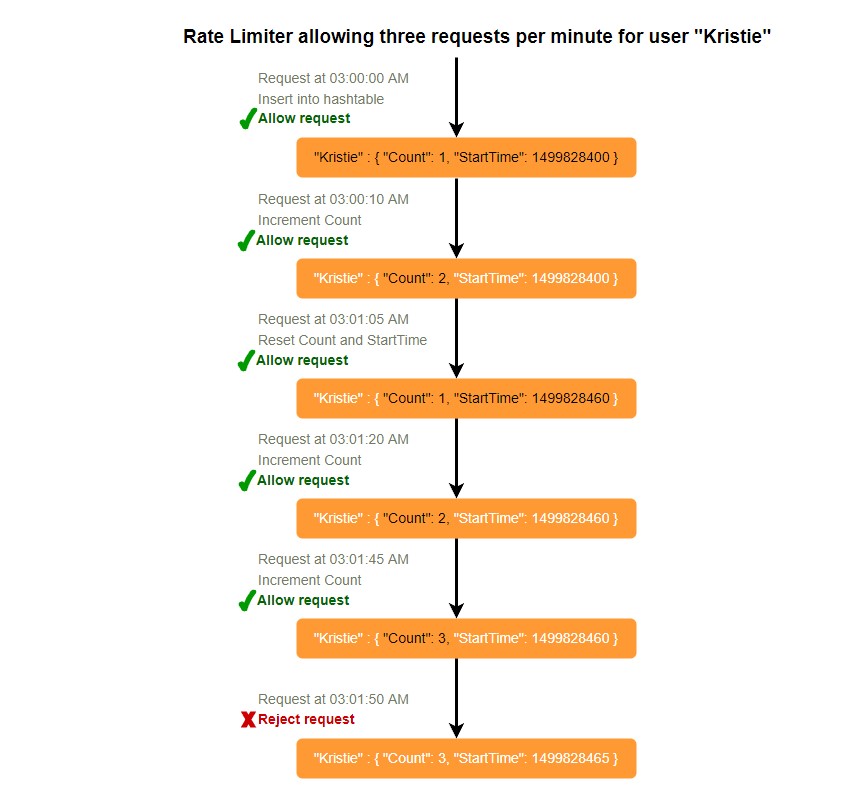 Rate Limiter allowing three requests per minute for user "Kristie"
Request at 03:00:00 AM
Insert into hashtable
Allow request
"Kristie" : { "Count": 1, "StartTime": 1499828400 }
Request at 03:00:10 AM
Increment Count
Allow request
"Kristie" : { "Count": 2, "StartTime": 1499828400 }
Request at 03:01:05 AM
Reset Count and StartTime
Allow request
"Kristie" : { "Count": 1, "StartTime": 1499828460 }
Request at 03:01:20 AM
Increment Count
Allow request
"Kristie" : { "Count": 2, "StartTime": 1499828460 }
Request at 03:01:45 AM
Increment Count
Allow request
"Kristie" : { "Count": 3, "StartTime": 1499828460 }
Request at 03:01:50 AM
Reject request
"Kristie" : { "Count": 3, "StartTime": 1499828465 }